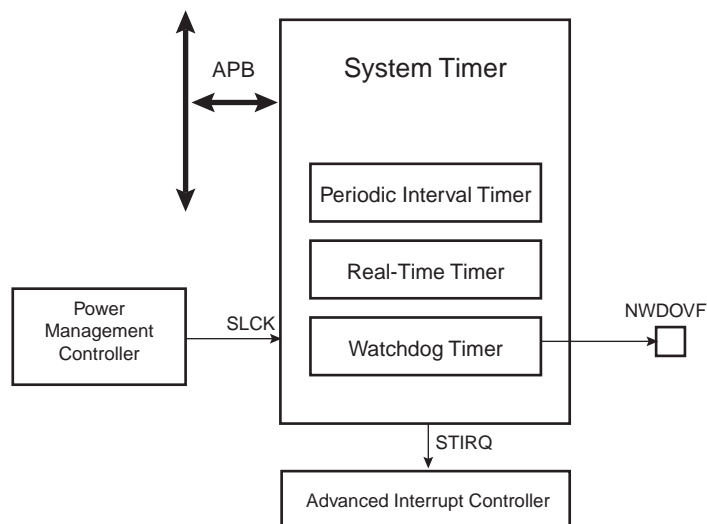 System Timer
APB
Periodic Interval Timer
Real-Time Timer
Power
Management
Controller
SLCK
Watchdog Timer
NWDOVF
STIRQ
Advanced Interrupt Controller